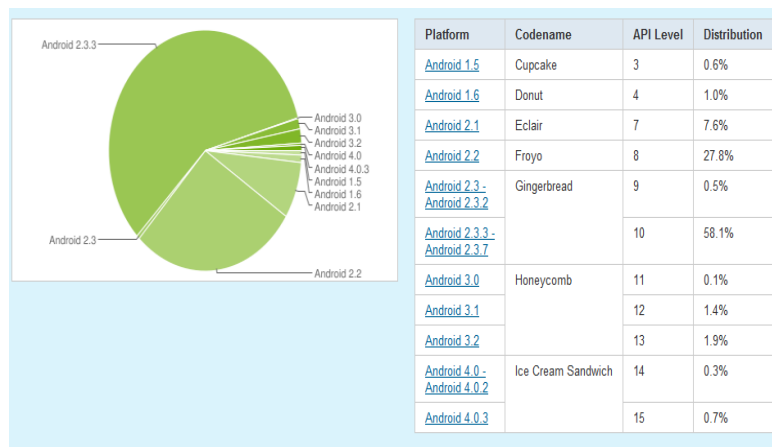 Android 2.3.3
Android 3.0
Android 3.1
Android 3.2
Android 4.0
Android 4.0.3
Android 1.5
Android 1.6
Android 2.1
Android 2.3
Android 2.2
Platform Codename API Level Distribution
Android 1.5 Cupcake 3 0.6%
Android 1.6 Donut 4 1.0%
Android 2.1 Eclair 7 7.6%
Android 2.2 Froyo 8 27.8%
Android 2.3 - Gingerbread 9 0.5%
Android 2.3.2
Android 2.3.3 - 10 58.1%
Android 2.3.7
Android 3.0 Honeycomb 11 0.1%
Android 3.1 12 1.4%
Android 3.2 13 1.9%
Android 4.0 - Ice Cream Sandwich 14 0.3%
Android 4.0.2
Android 4.0.3 15 0.7%